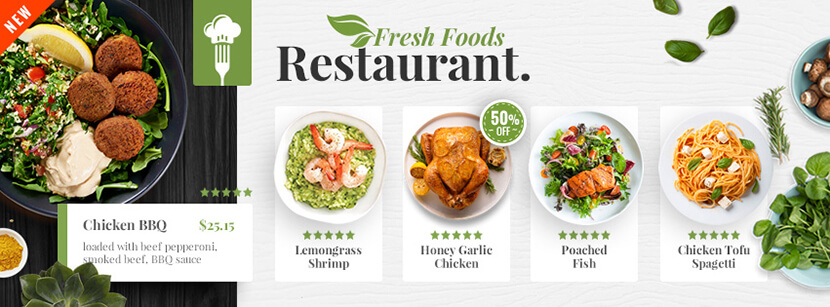 NEW
Fresh Foods
Restaurant.
50%
OFF
Chicken BBQ $25.15
loaded with beef pepperoni,
smoked beef, BBQ sauce
Lemongrass
Shrimp
Honey Garlic
Chicken
Poached
Fish
Chicken Tofu
Spagetti